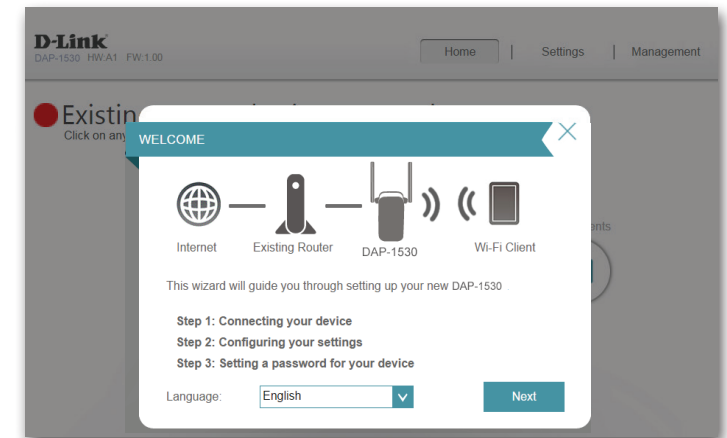 D-Link
DAP-1530 HW:A1 FW:1.00
Home | Settings | Management
Existin
Click on any
WELCOME
Internet
Existing Router
DAP-1530
Wi-Fi Client
ents
This wizard will guide you through setting up your new DAP-1530
Step 1: Connecting your device
Step 2: Configuring your settings
Step 3: Setting a password for your device
Language: English
Next